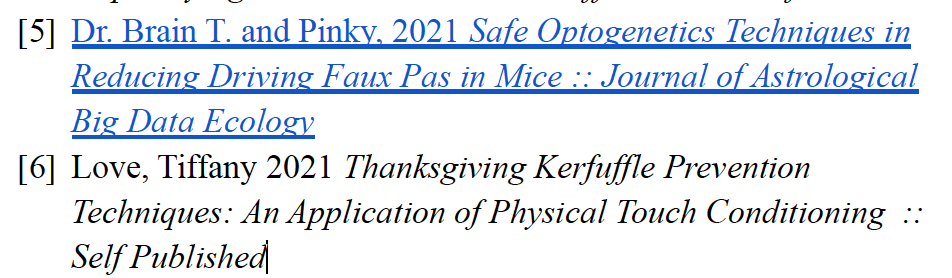 [5] Dr. Brain T. and Pinky, 2021 Safe Optogenetics Techniques in
Reducing Driving Faux Pas in Mice :: Journal of Astrological
Big Data Ecology
[6] Love, Tiffany 2021 Thanksgiving Kerfuffle Prevention
Techniques: An Application of Physical Touch Conditioning ::
Self Published